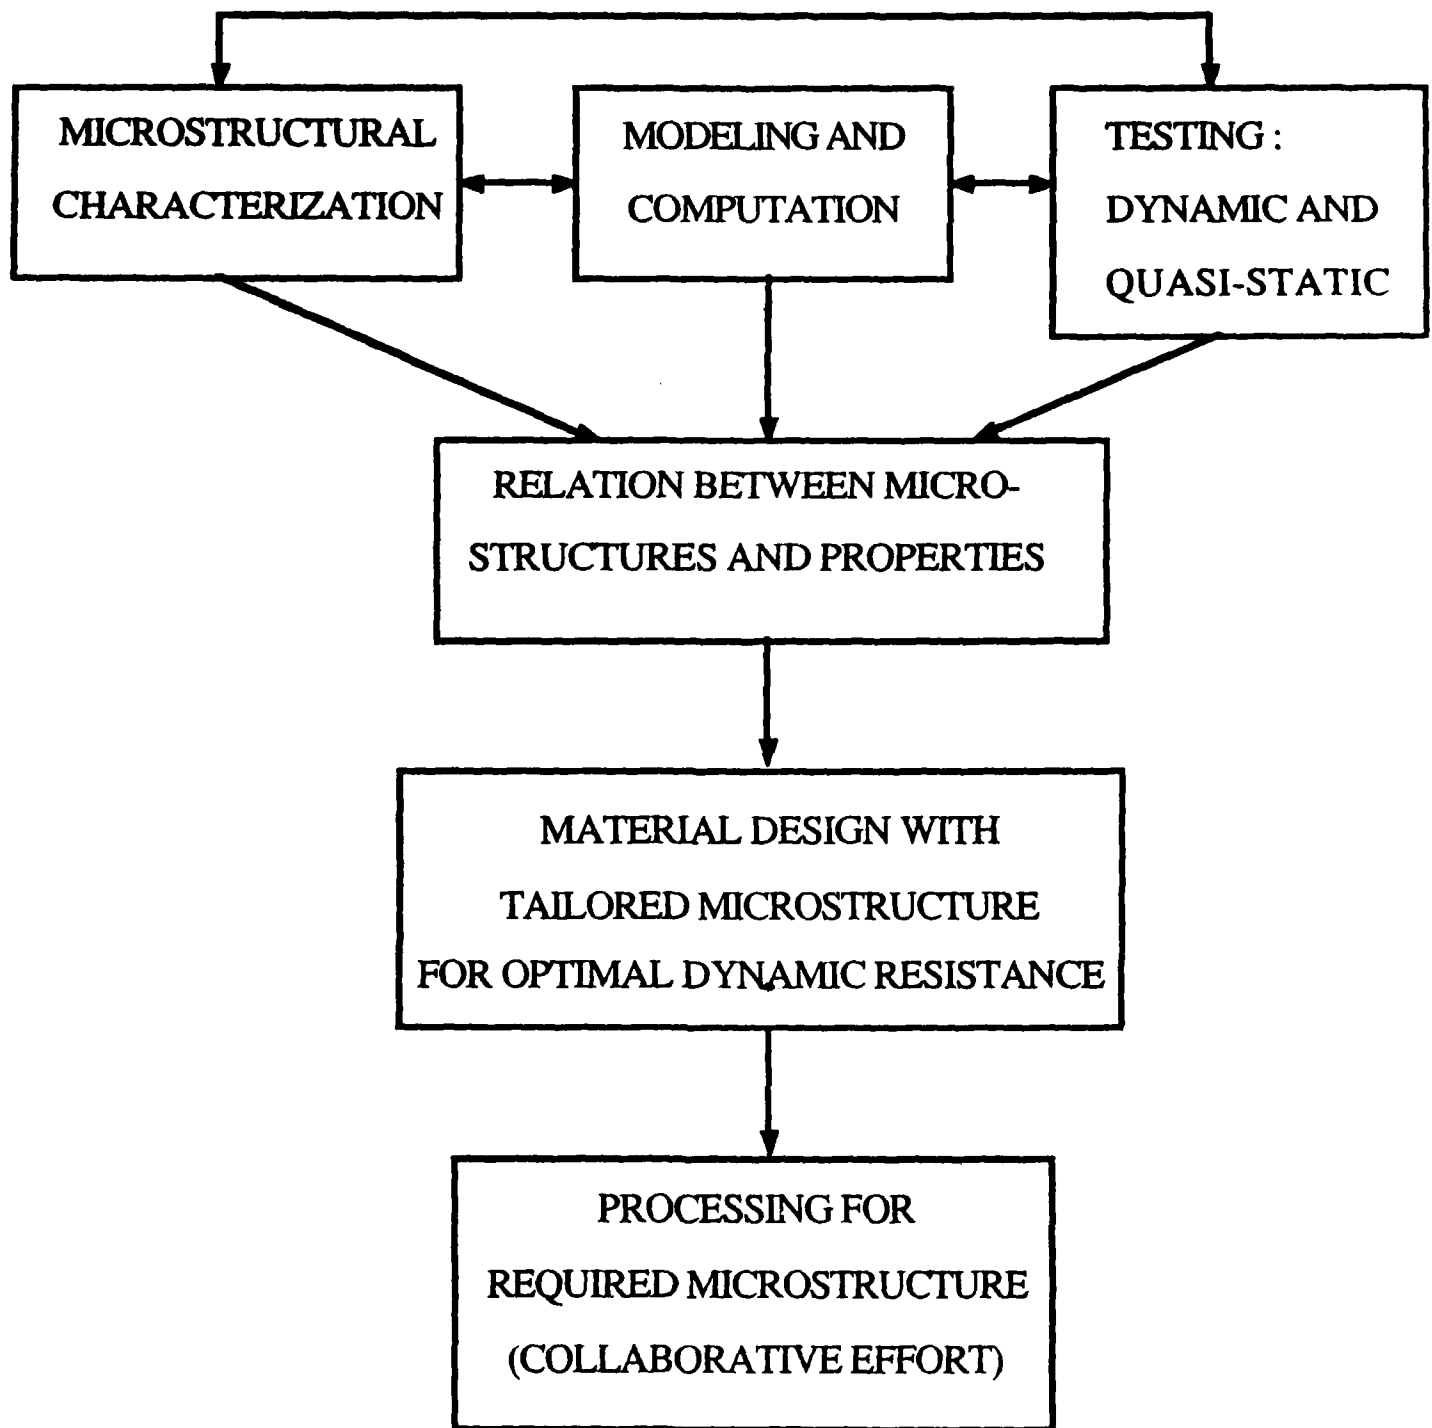 MICROSTRUCTURAL
CHARACTERIZATION
MODELING AND
COMPUTATION
TESTING :
DYNAMIC AND
QUASI-STATIC
RELATION BETWEEN MICRO-
STRUCTURES AND PROPERTIES
MATERIAL DESIGN WITH
TAILORED MICROSTRUCTURE
FOR OPTIMAL DYNAMIC RESISTANCE
PROCESSING FOR
REQUIRED MICROSTRUCTURE
(COLLABORATIVE EFFORT)